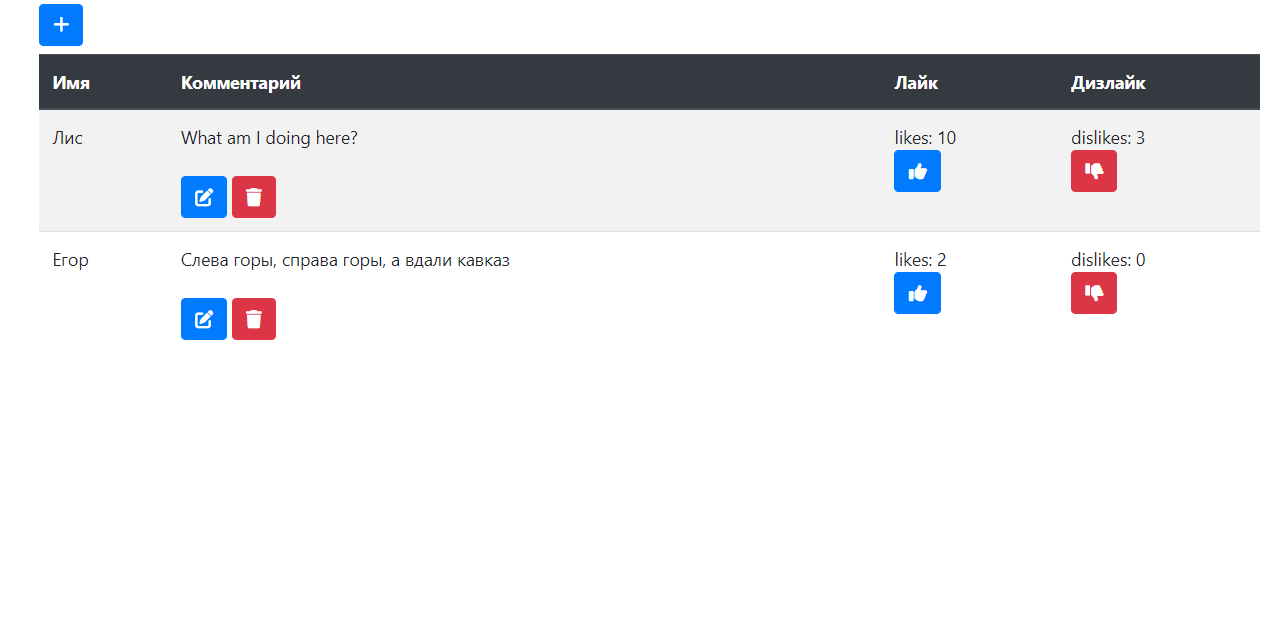 Имя Комментарий Лайк Дизлайк
Лис What am I doing here? likes: 10 dislikes: 3
Егор Слева горы, справа горы, а вдали кавказ likes: 2 dislikes: 0